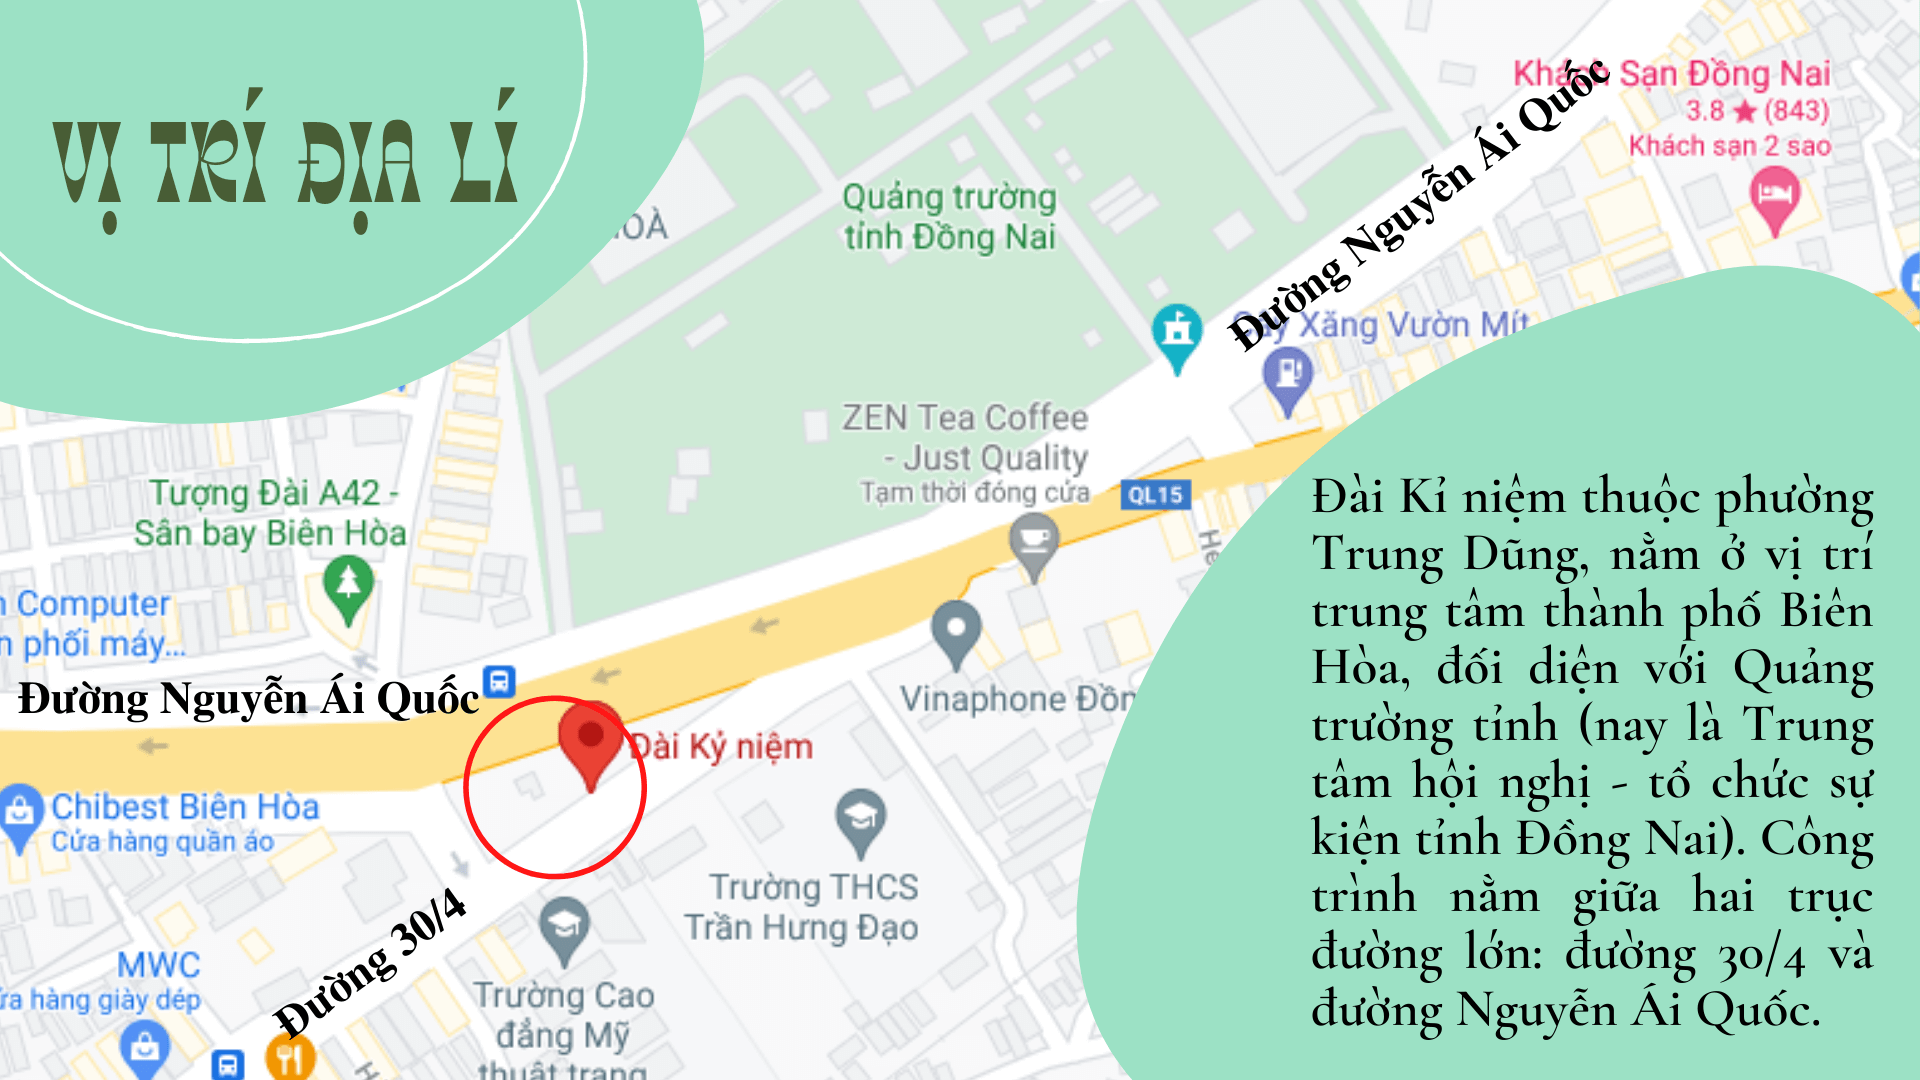 VỊ TRÍ ĐỊA LÍ
Khách Sạn Đồng Nai
3.8 ★ (843)
Khách sạn 2 sao
Đường Nguyễn Ái Quốc
Quảng trường
tỉnh Đồng Nai
Xăng Vườn Mít
ZEN Tea Coffee
- Just Quality
Tạm thời đóng cửa
QL15
Tượng Đài A42 -
Sân bay Biên Hòa
Computer
phối máy...
Đường Nguyễn Ái Quốc
Vinaphone
Đài Kỷ niệm
Chibest Biên Hòa
Cửa hàng quần áo
Trường THCS
Trần Hưng Đạo
Đường 30/4
MWC
hàng giày dép
Trường Cao
đẳng Mỹ
thuật trang
Đài Kỉ niệm thuộc phường
Trung Dũng, nằm ở vị trí
trung tâm thành phố Biên
Hòa, đối diện với Quảng
trường tỉnh (nay là Trung
tâm hội nghị - tổ chức sự
kiện tỉnh Đồng Nai). Công
trình nằm giữa hai trục
đường lớn: đường 30/4 và
đường Nguyễn Ái Quốc.